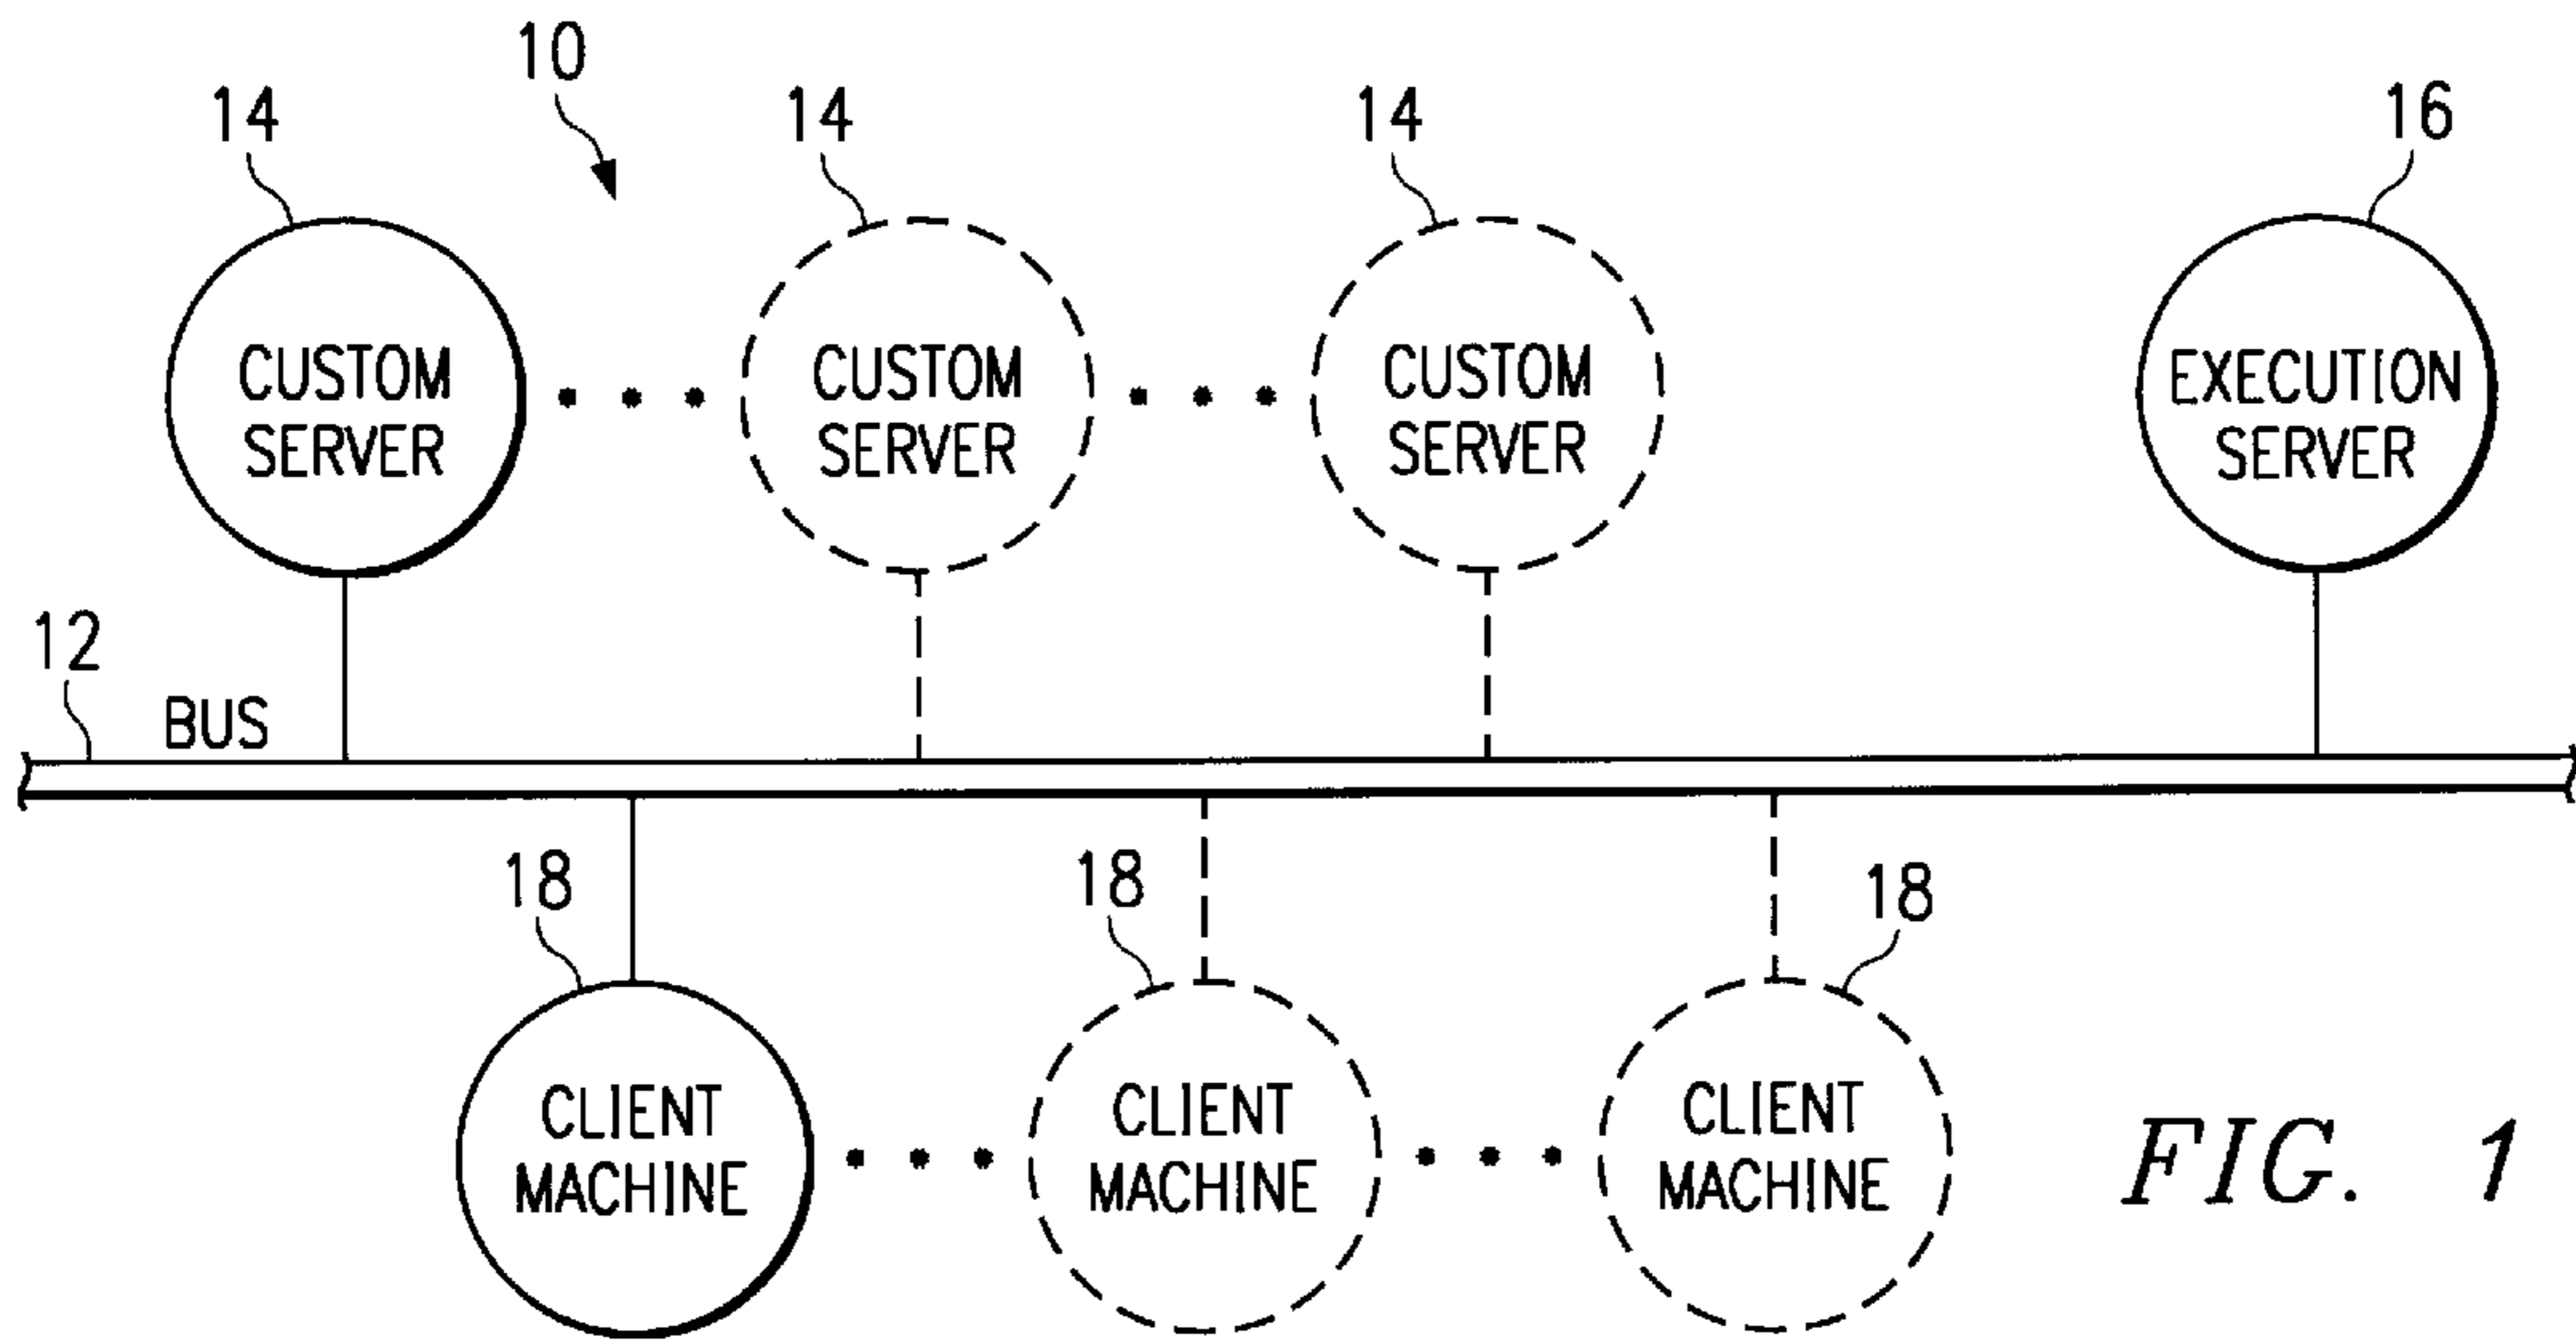 10
14
14
14
16
CUSTOM
SERVER
CUSTOM
SERVER
CUSTOM
SERVER
EXECUTION
SERVER
12
BUS
18
18
18
CLIENT
MACHINE
CLIENT
MACHINE
CLIENT
MACHINE
FIG. 1